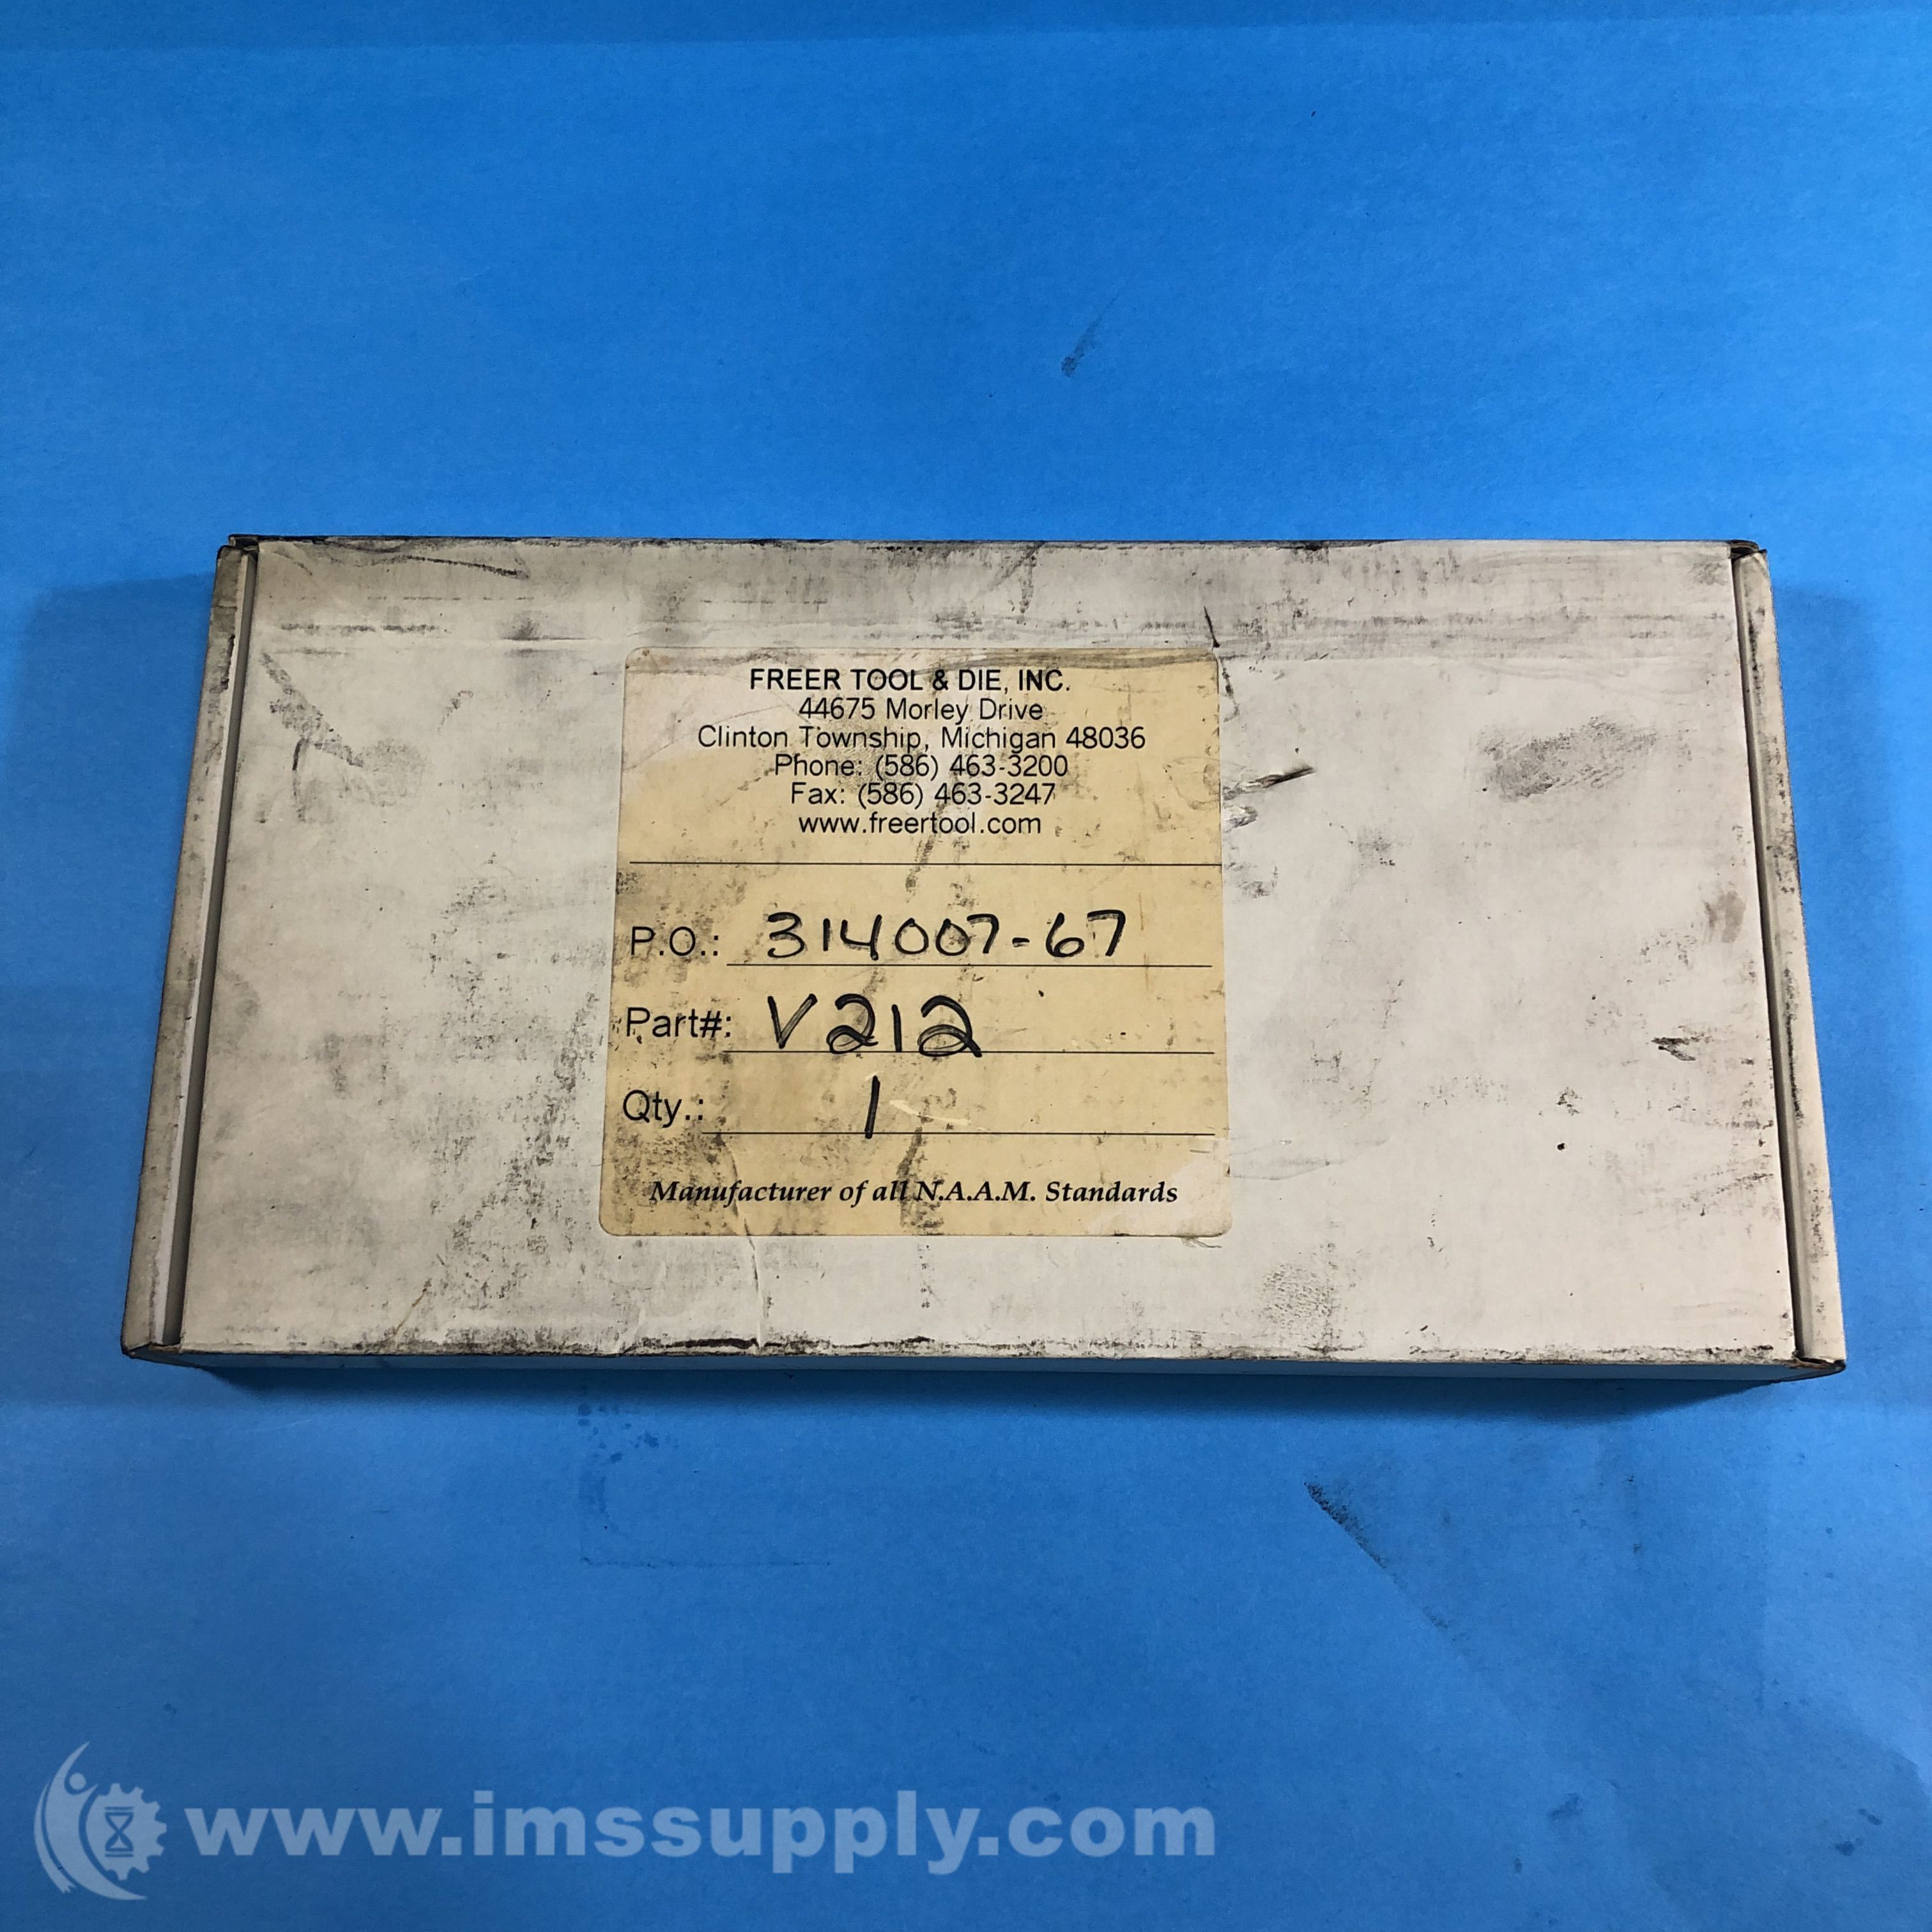 FREER TOOL & DIE, INC.
44675 Morley Drive
Clinton Township, Michigan 48036
Phone: (586) 463-3200
Fax: (586) 463-3247
www.freertool.com
P.O.: 314007-67
Part#: V212
Qty.: 1
Manufacturer of all N.A.A.M. Standards
www.imssupply.com